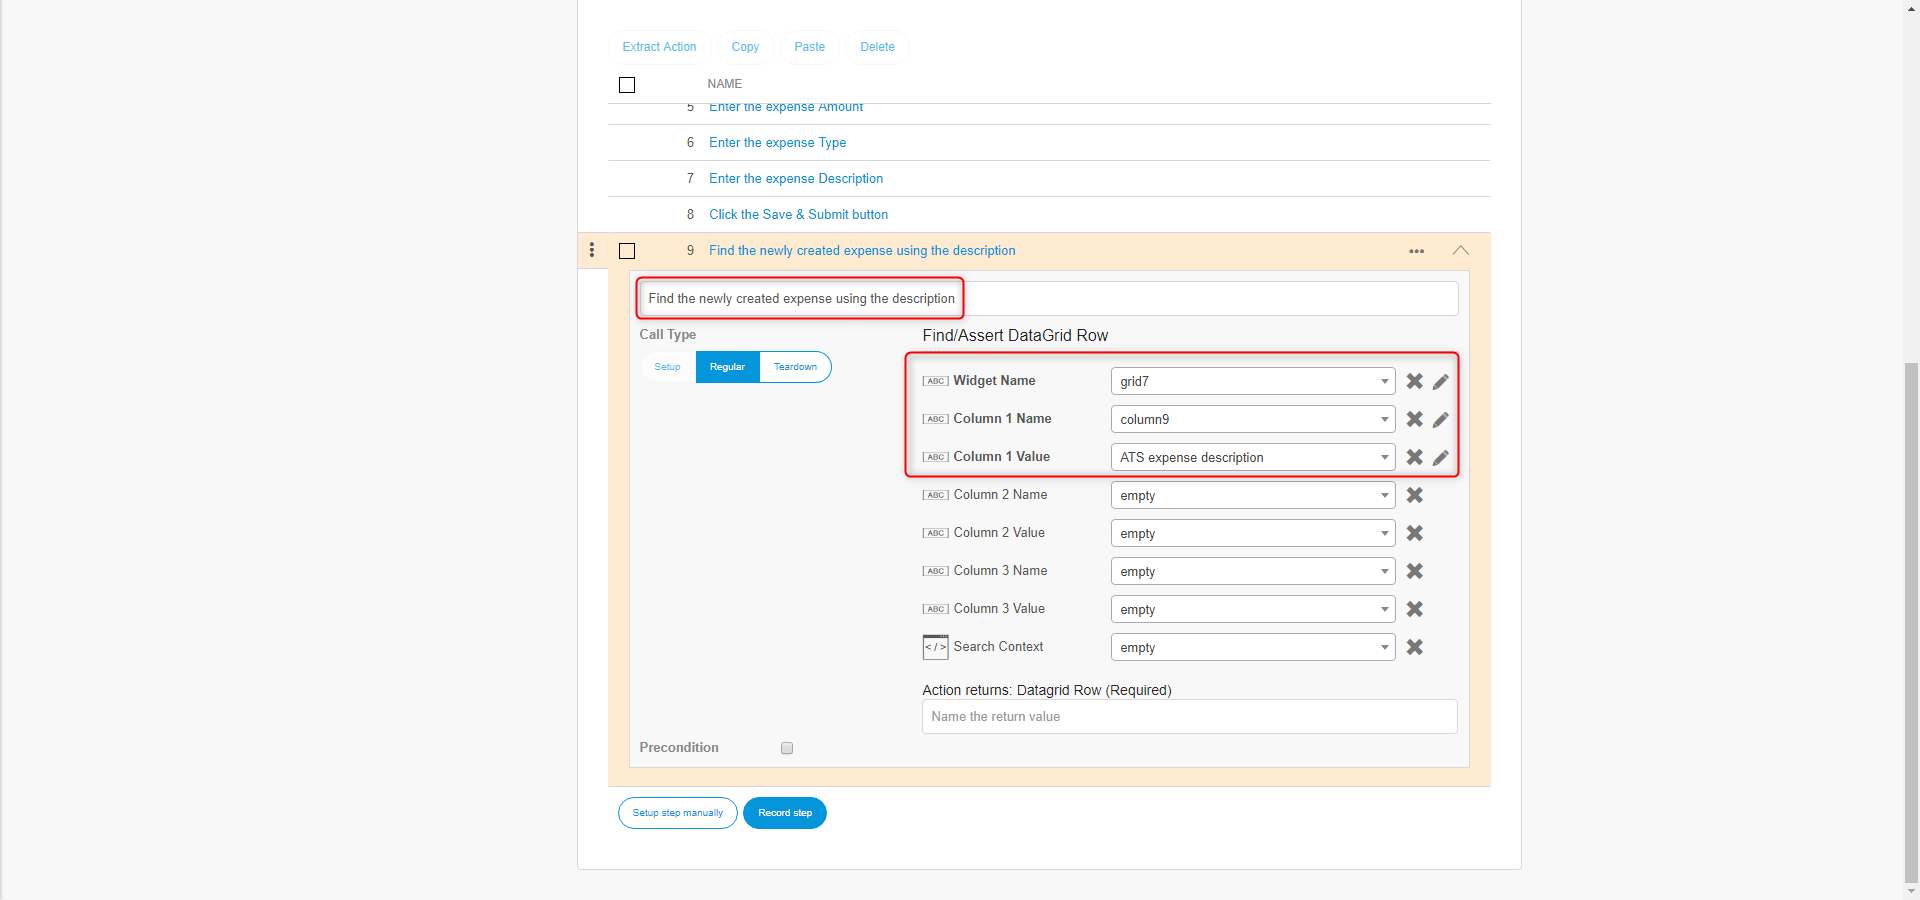 Extract Action Copy Paste Delete
NAME
5 Enter the expense Amount
6 Enter the expense Type
7 Enter the expense Description
8 Click the Save & Submit button
9 Find the newly created expense using the description
Find the newly created expense using the description
Call Type
Setup Regular Teardown
Find/Assert DataGrid Row
ABC Widget Name grid7
ABC Column 1 Name column9
ABC Column 1 Value ATS expense description
ABC Column 2 Name empty
ABC Column 2 Value empty
ABC Column 3 Name empty
ABC Column 3 Value empty
</> Search Context empty
Action returns: Datagrid Row (Required)
Name the return value
Precondition
Setup step manually Record step